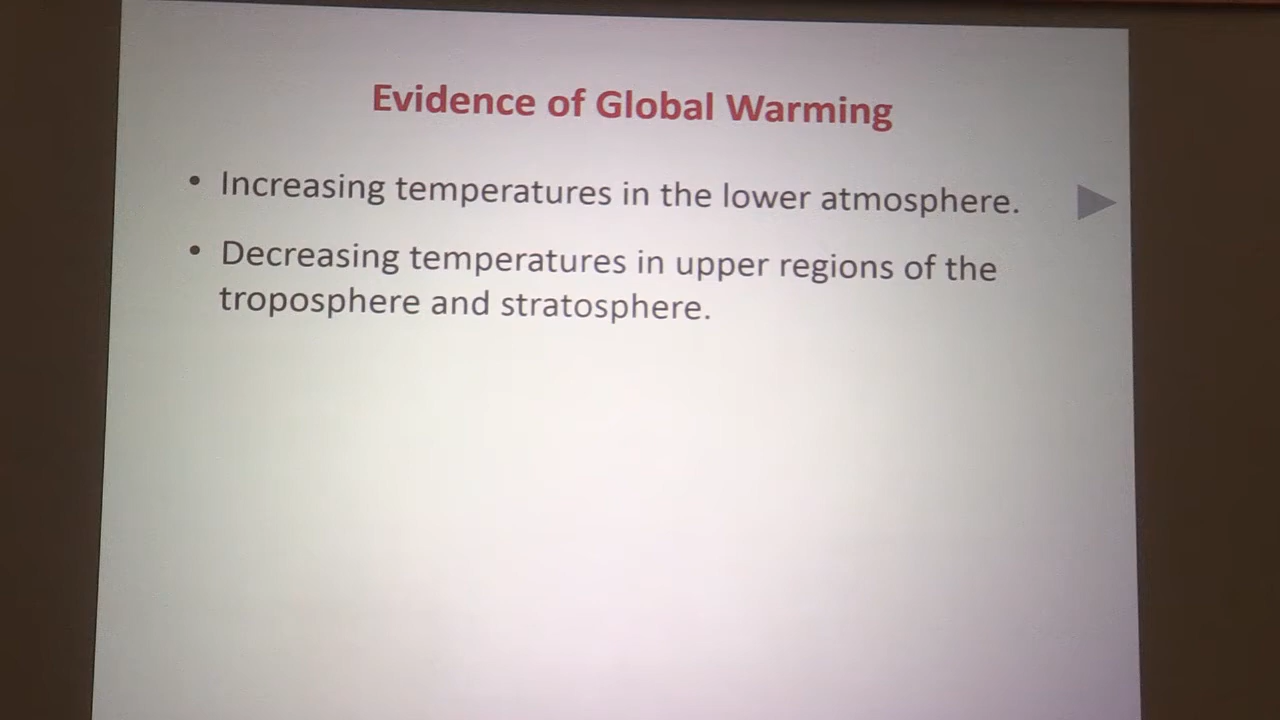 Evidence of Global Warming
• Increasing temperatures in the lower atmosphere.
• Decreasing temperatures in upper regions of the
troposphere and stratosphere.